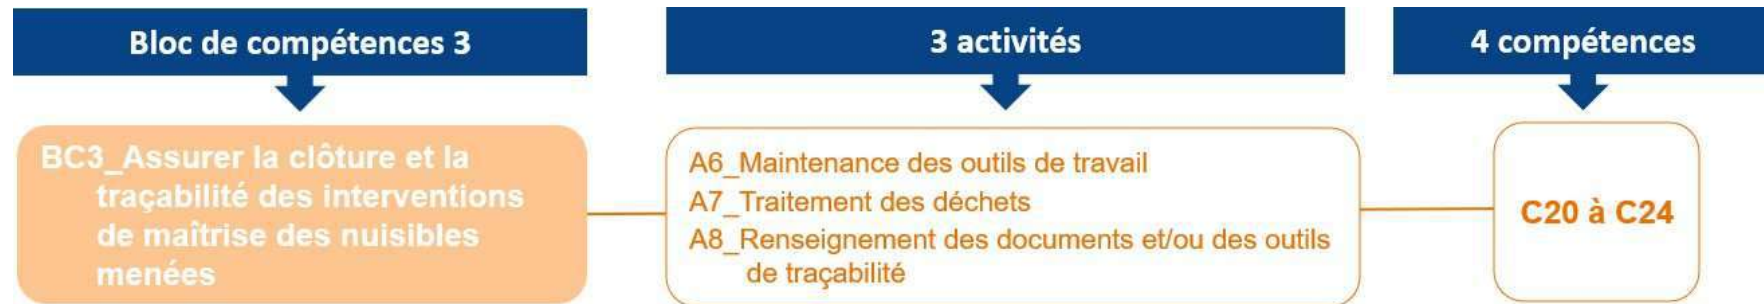 Bloc de compétences 3
3 activités
4 compétences
BC3_Assurer la clôture et la
traçabilité des interventions
de maîtrise des nuisibles
menées
A6_Maintenance des outils de travail
A7_Traitement des déchets
A8_Renseignement des documents et/ou des outils
de traçabilité
C20 à C24